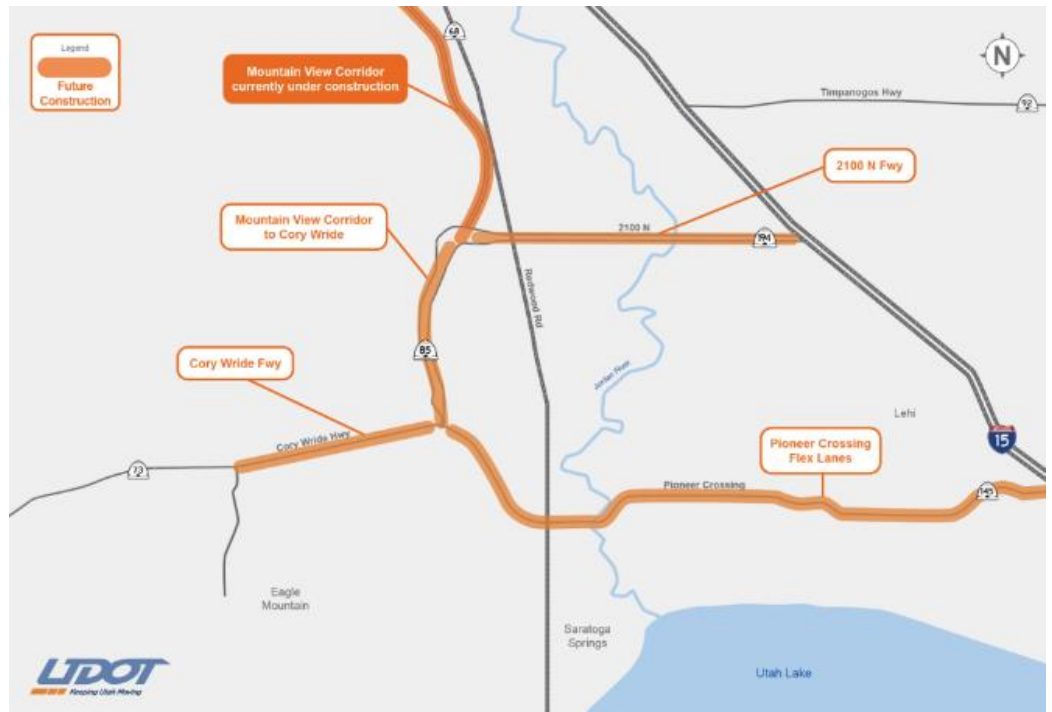 Legend
Future
Construction
68
Mountain View Corridor
currently under construction
N
Timpanogos Hwy
92
2100 N Fwy
Mountain View Corridor
to Cory Wride
2100 N
194
Redwood Rd
85
Jordan River
Cory Wride Fwy
Cory Wride Hwy
Lehi
15
Pioneer Crossing
Flex Lanes
73
Pioneer Crossing
145
Eagle
Mountain
Saratoga
Springs
Utah Lake
UDOT
Keeping Utah Moving